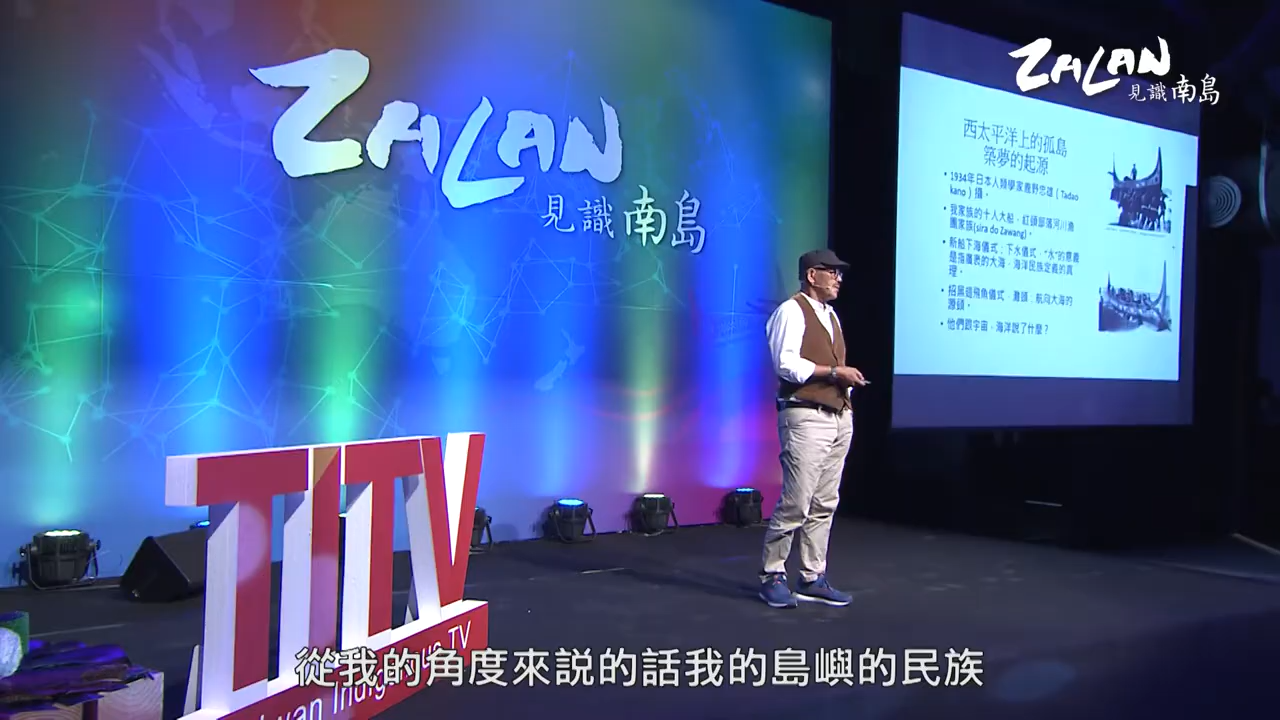 ZALAN
見識南島
ZALAN
見識南島
西太平洋上的孤島
築夢的起源
• 1934年日本人類學家鹿野忠雄（Tadao
kano）攝。
• 我家族的十人大船，紅頭部落河川漁
團家族(sira do Zawang)。
• 新船下海儀式：下水儀式，“水”的意義
是指廣袤的大海，海洋民族定義的真
理。
• 招黑翅飛魚儀式，灘頭：航向大海的
源頭。
• 他們跟宇宙，海洋說了什麼？
TITV
從我的角度來說的話我的島嶼的民族